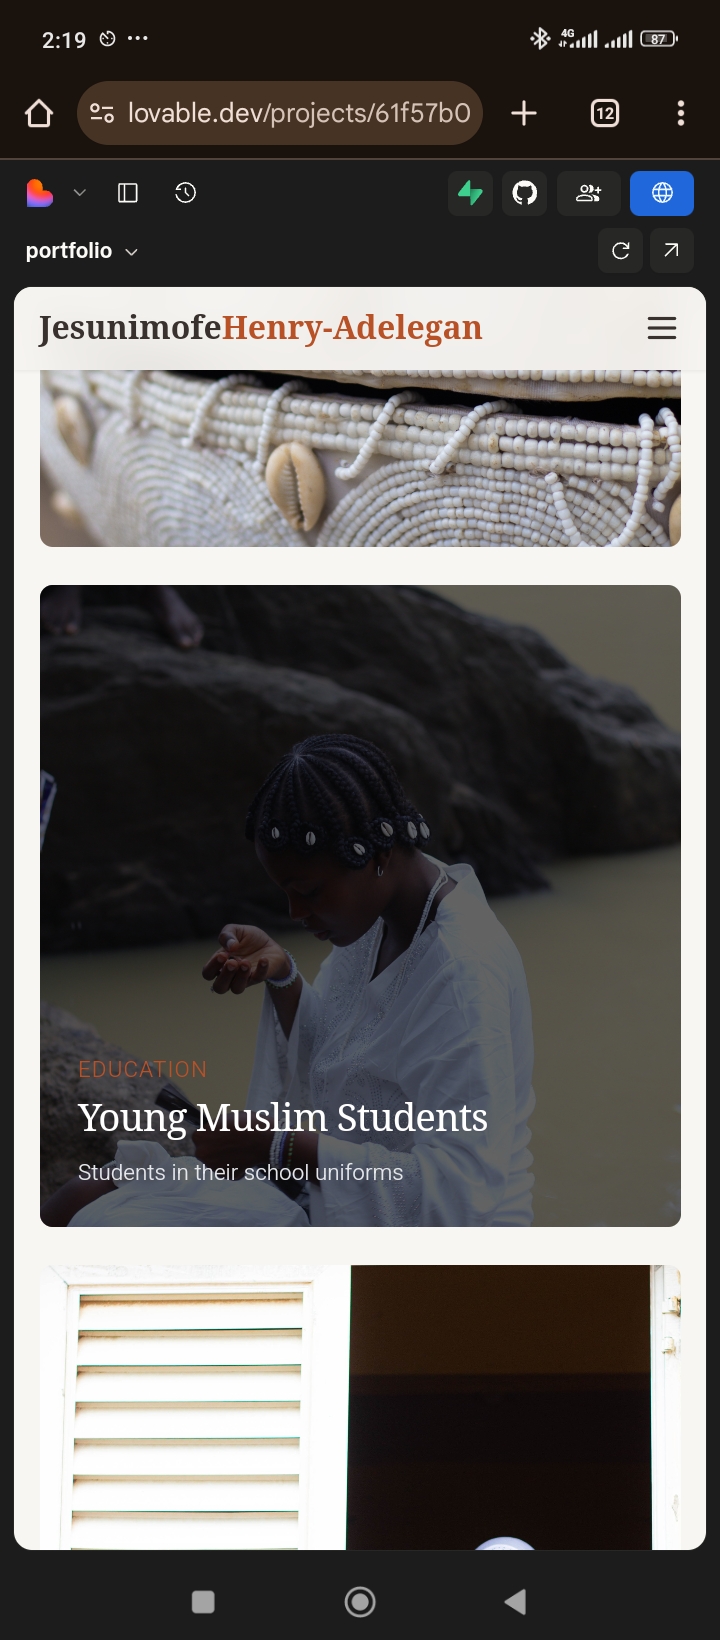 2:19
4G
87
lovable.dev/projects/61f57b0
12
portfolio
JesunimofeHenry-Adelegan
EDUCATION
Young Muslim Students
Students in their school uniforms